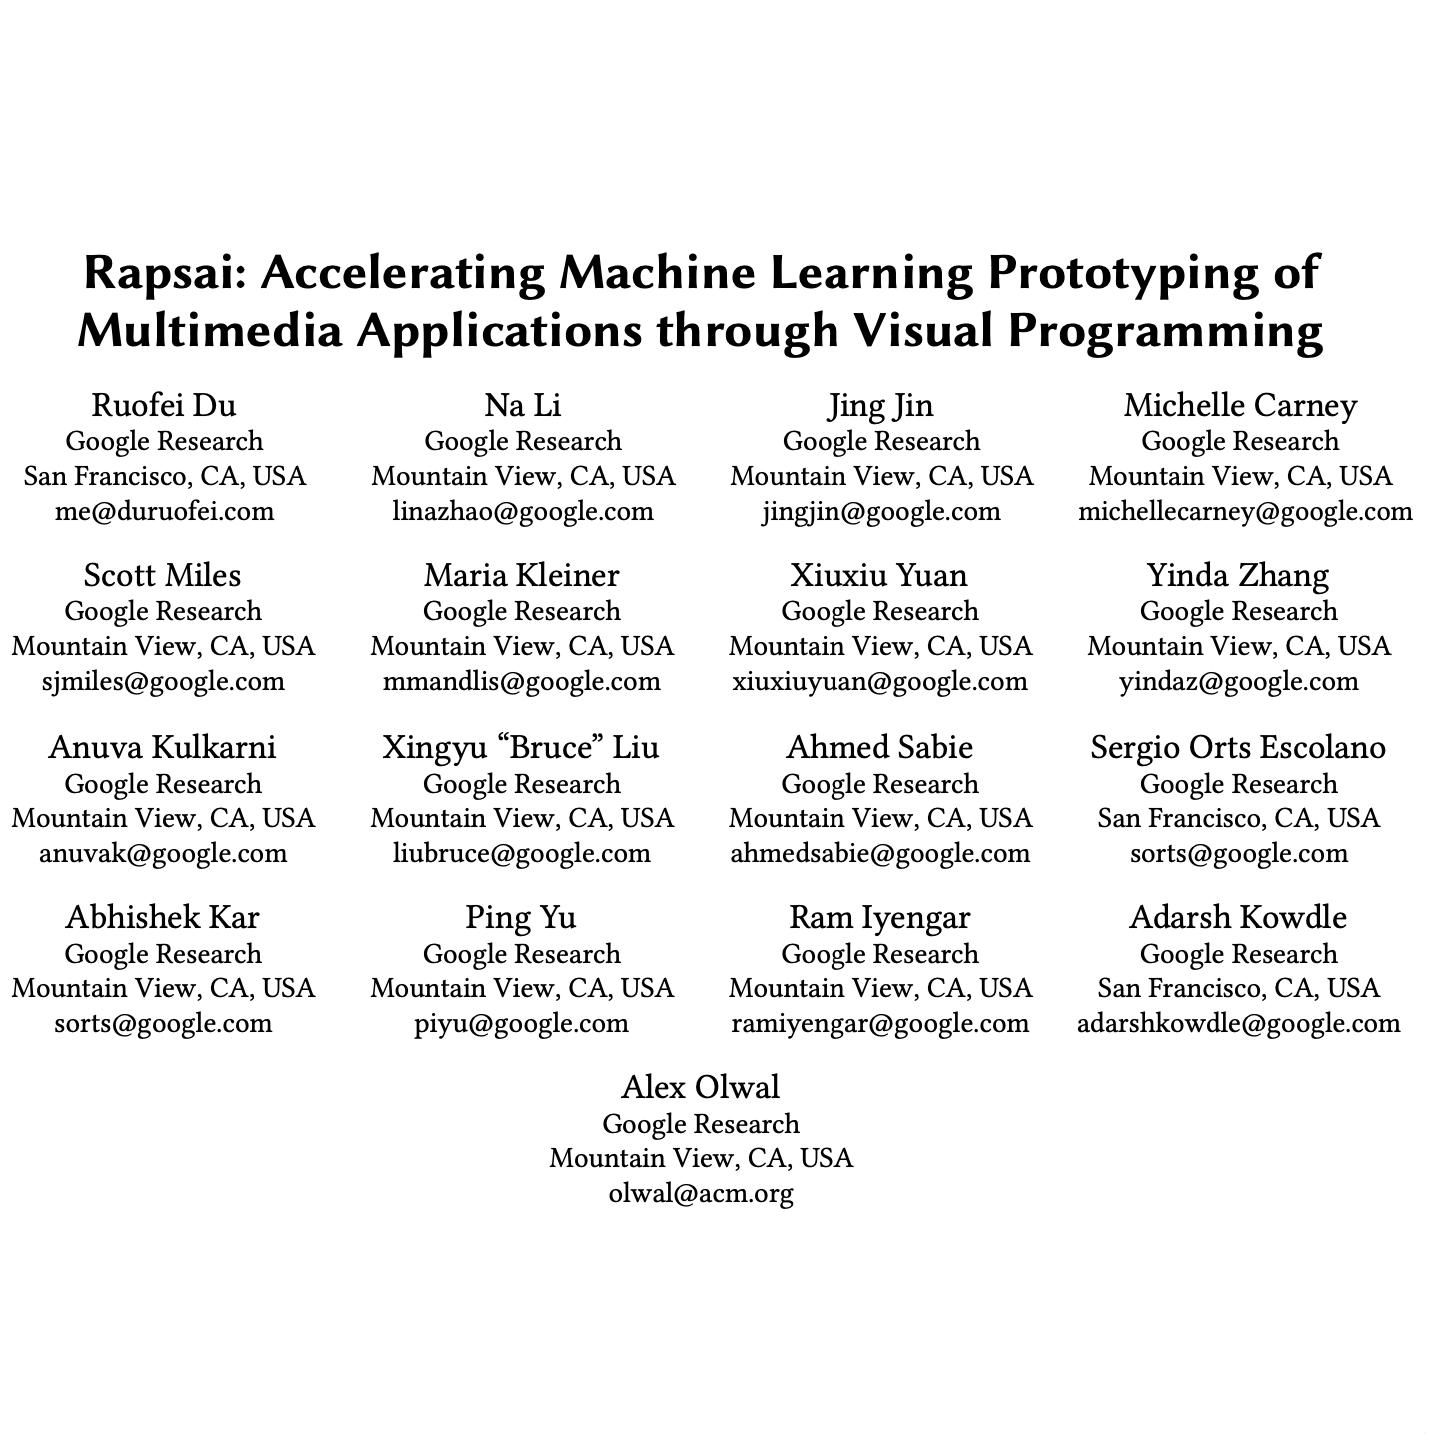 Rapsai: Accelerating Machine Learning Prototyping of
Multimedia Applications through Visual Programming
Ruofei Du
Google Research
San Francisco, CA, USA
me@duruofei.com
Na Li
Google Research
Mountain View, CA, USA
linazhao@google.com
Jing Jin
Google Research
Mountain View, CA, USA
jingjin@google.com
Michelle Carney
Google Research
Mountain View, CA, USA
michellecarney@google.com
Scott Miles
Google Research
Mountain View, CA, USA
sjmiles@google.com
Maria Kleiner
Google Research
Mountain View, CA, USA
mmandlis@google.com
Xiuxiu Yuan
Google Research
Mountain View, CA, USA
xiuxiuyuan@google.com
Yinda Zhang
Google Research
Mountain View, CA, USA
yindaz@google.com
Anuva Kulkarni
Google Research
Mountain View, CA, USA
anuvak@google.com
Xingyu “Bruce” Liu
Google Research
Mountain View, CA, USA
liubruce@google.com
Ahmed Sabie
Google Research
Mountain View, CA, USA
ahmedsabie@google.com
Sergio Orts Escolano
Google Research
San Francisco, CA, USA
sorts@google.com
Abhishek Kar
Google Research
Mountain View, CA, USA
sorts@google.com
Ping Yu
Google Research
Mountain View, CA, USA
piyu@google.com
Ram Iyengar
Google Research
Mountain View, CA, USA
ramiyengar@google.com
Adarsh Kowdle
Google Research
San Francisco, CA, USA
adarshkowdle@google.com
Alex Olwal
Google Research
Mountain View, CA, USA
olwal@acm.org